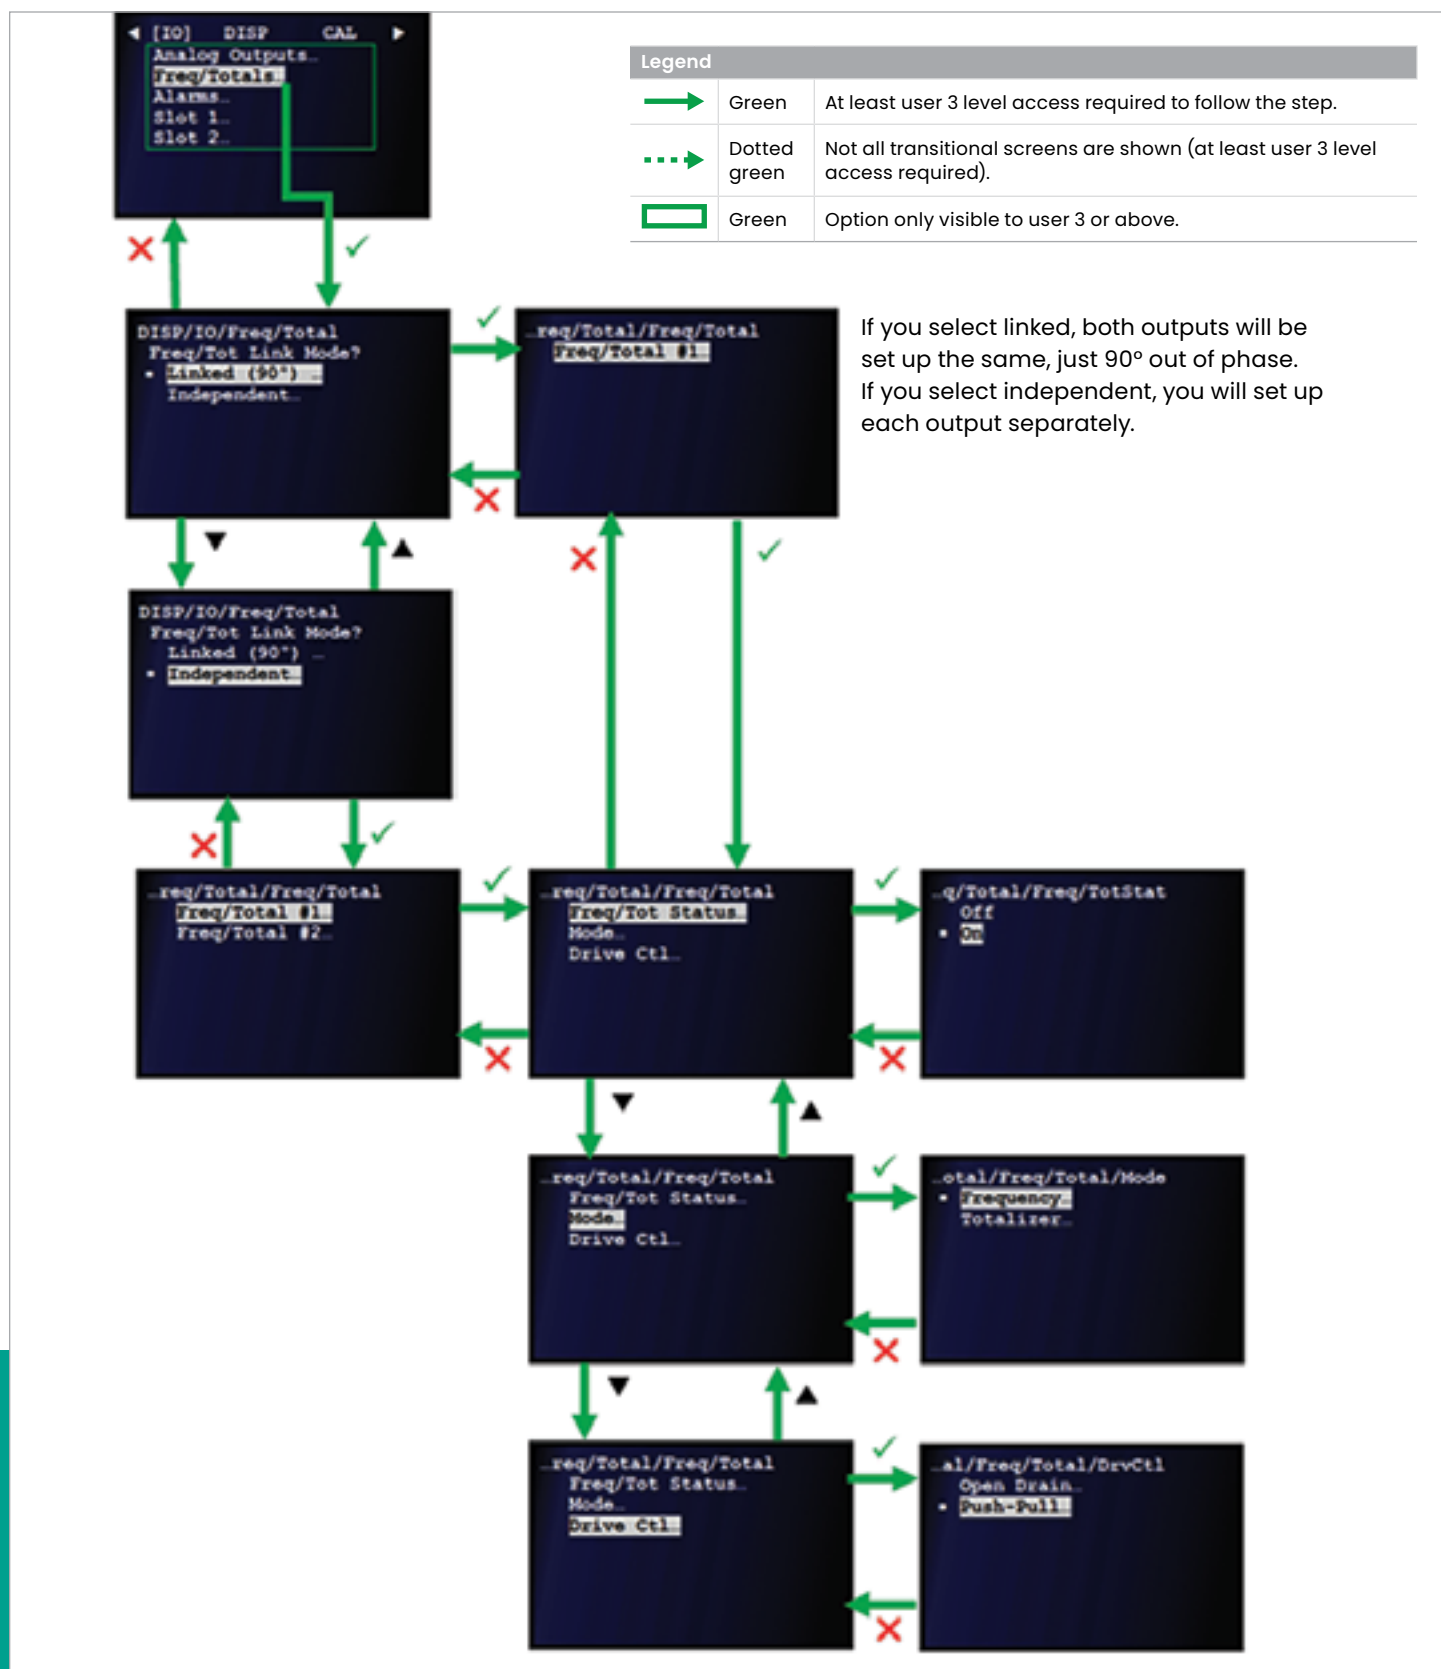 [IO] DISP CAL
Analog Outputs…
Freq/Totals…
Alarms…
Slot 1…
Slot 2…
Legend
Green At least user 3 level access required to follow the step.
Dotted green Not all transitional screens are shown (at least user 3 level
access required).
Green Option only visible to user 3 or above.
DISP/IO/Freq/Total
Freq/Tot Link Mode?
Linked (90°) …
Independent…
…req/Total/Freq/Total
Freq/Total #1…
If you select linked, both outputs will be
set up the same, just 90° out of phase.
If you select independent, you will set up
each output separately.
DISP/IO/Freq/Total
Freq/Tot Link Mode?
Linked (90°) …
Independent…
…req/Total/Freq/Total
Freq/Total #1…
Freq/Total #2…
…req/Total/Freq/Total
Freq/Tot Status…
Mode…
Drive Ctl…
…q/Total/Freq/TotStat
Off
On
…req/Total/Freq/Total
Freq/Tot Status…
Mode…
Drive Ctl…
…otal/Freq/Total/Mode
Frequency…
Totalizer…
…req/Total/Freq/Total
Freq/Tot Status…
Mode…
Drive Ctl…
…al/Freq/Total/DrvCtl
Open Drain…
Push-Pull…